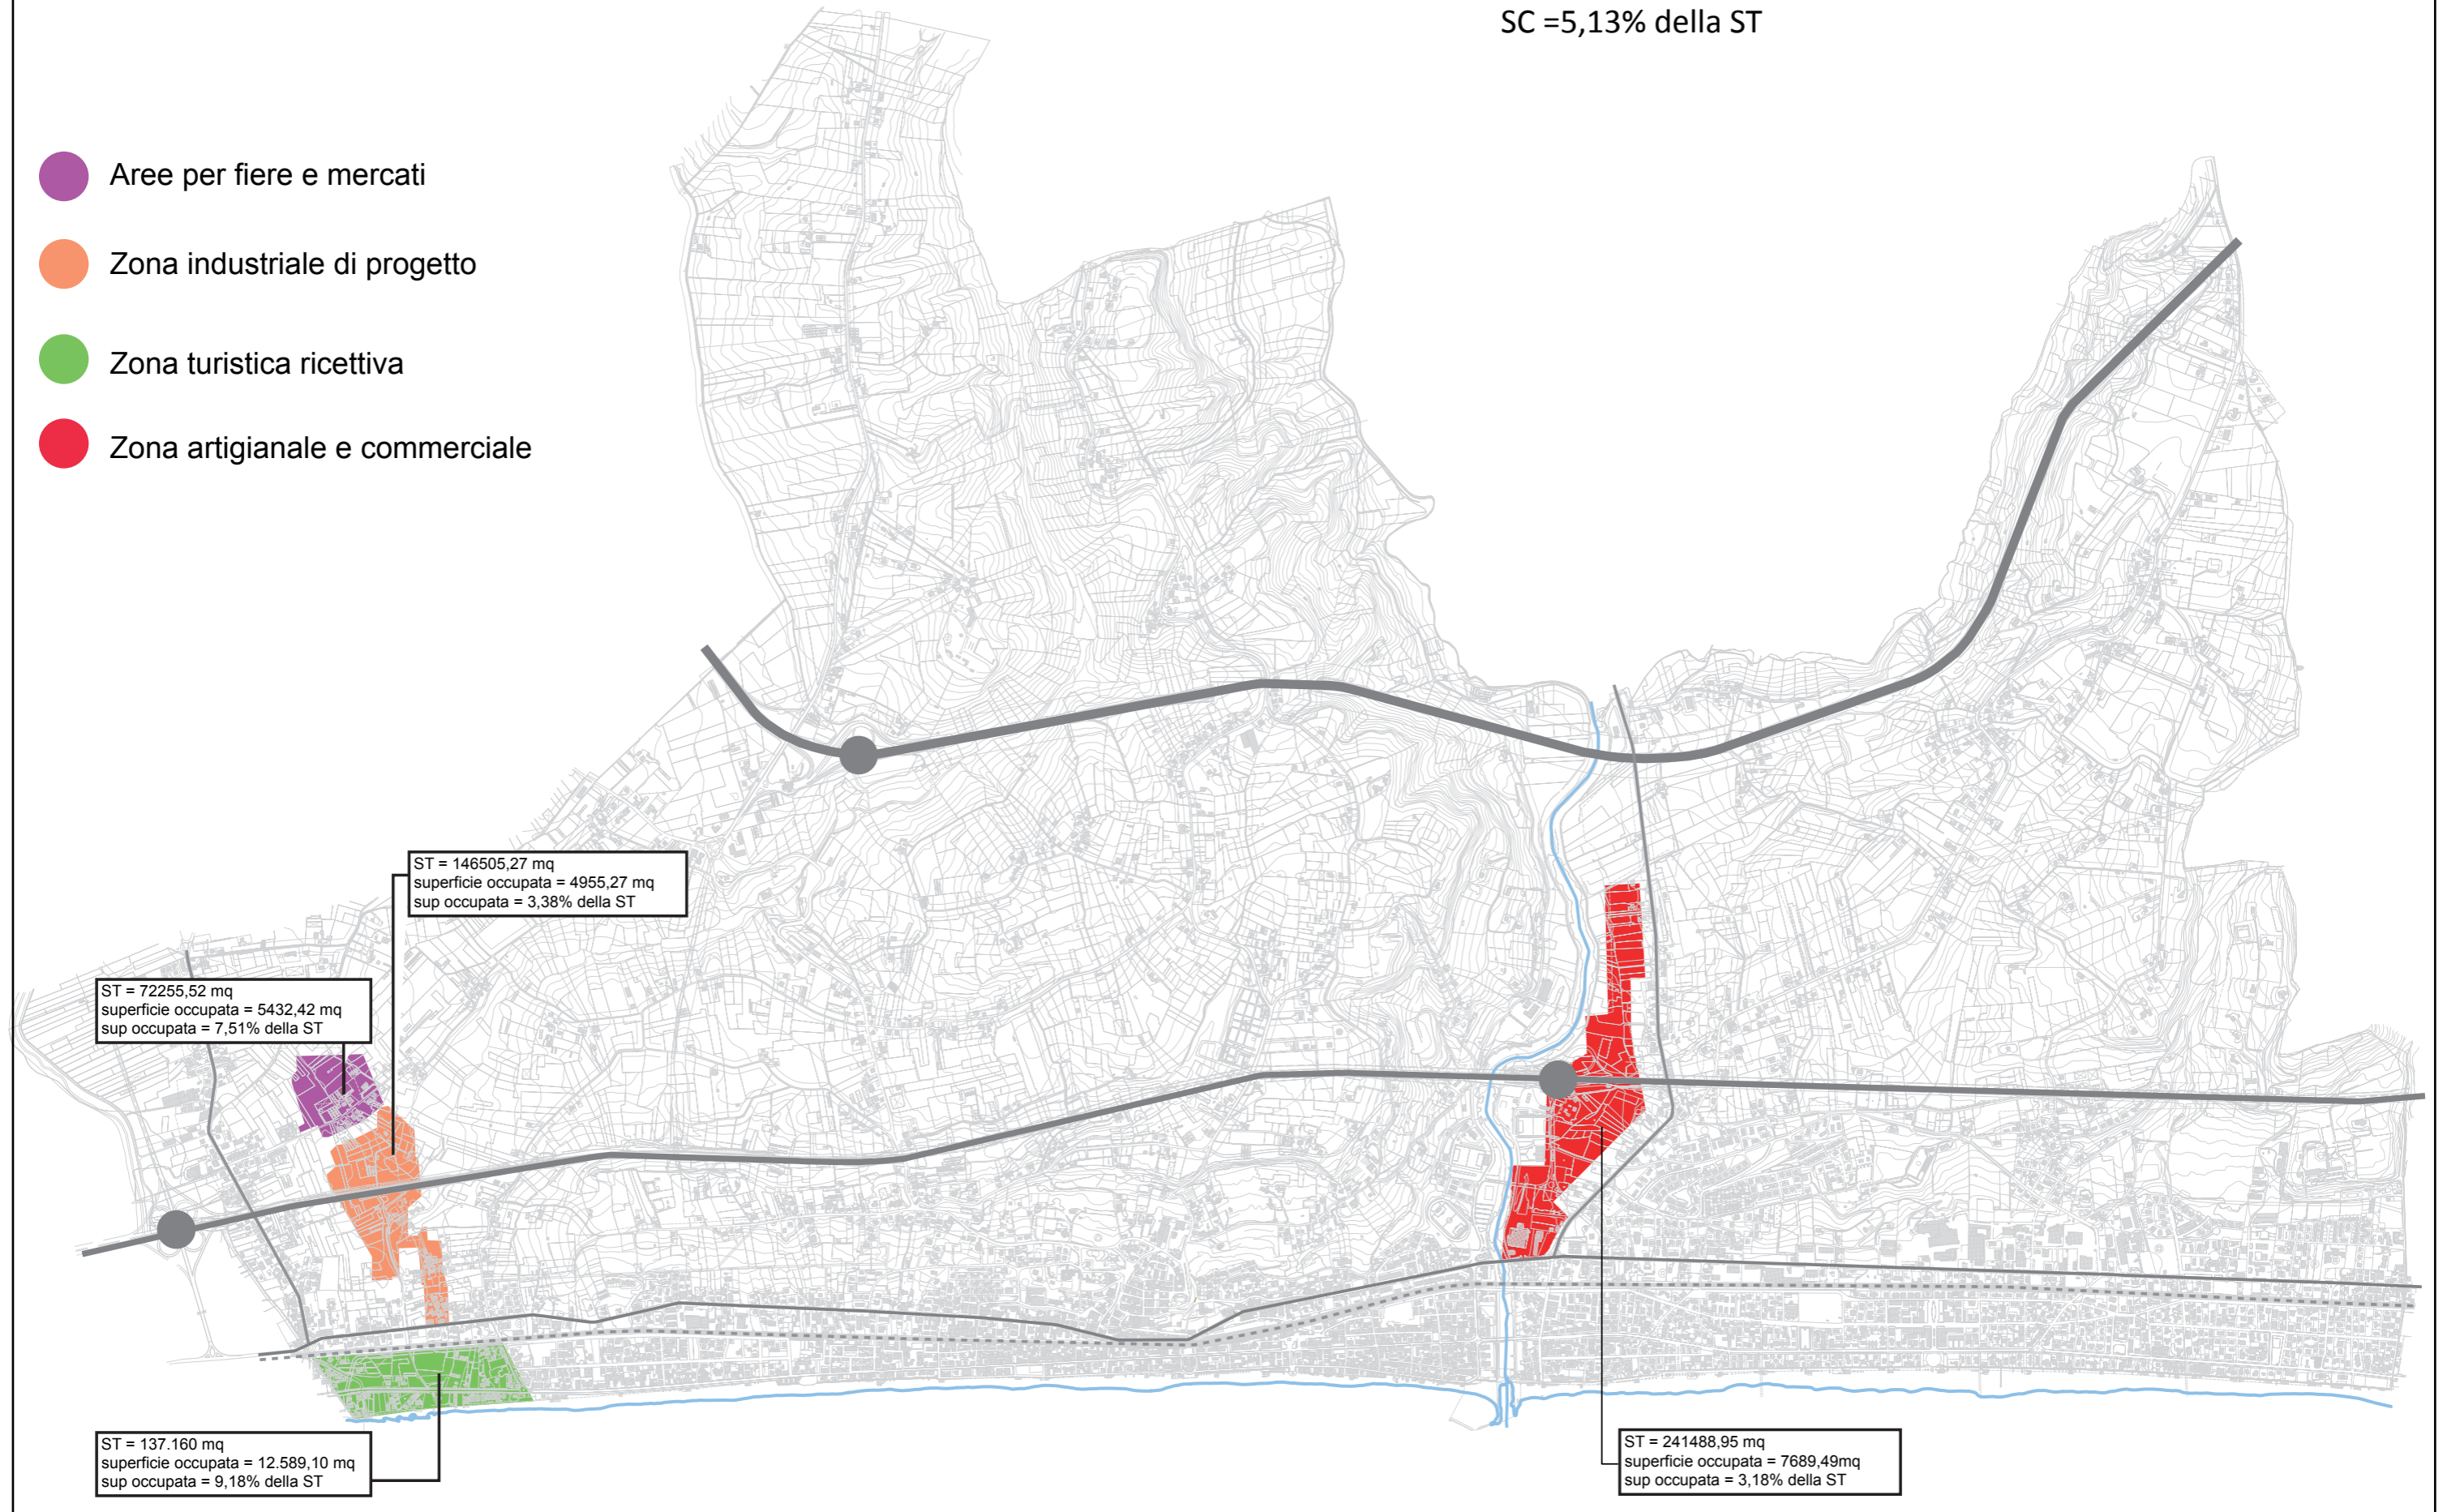 SC =5,13% della ST
Aree per fiere e mercati
Zona industriale di progetto
Zona turistica ricettiva
Zona artigianale e commerciale
ST = 146505,27 mq
superficie occupata = 4955,27 mq
sup occupata = 3,38% della ST
ST = 72255,52 mq
superficie occupata = 5432,42 mq
sup occupata = 7,51% della ST
ST = 137.160 mq
superficie occupata = 12.589,10 mq
sup occupata = 9,18% della ST
ST = 241488,95 mq
superficie occupata = 7689,49mq
sup occupata = 3,18% della ST